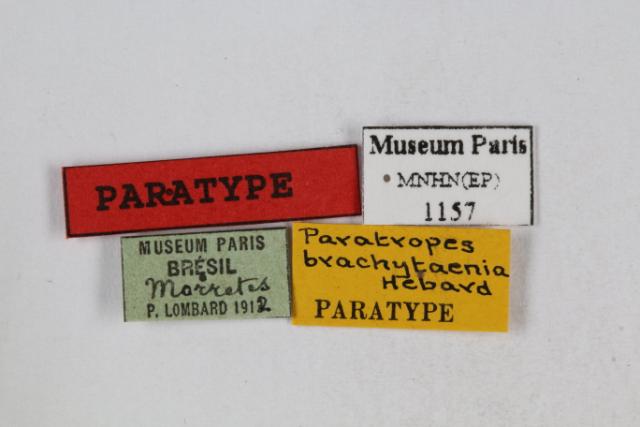 PARATYPE
Museum Paris
MNHN(EP)
1157
MUSEUM PARIS
BRÉSIL
Morretes
P. LOMBARD 1912
Paratropes
brachytaenia
Hebard
PARATYPE